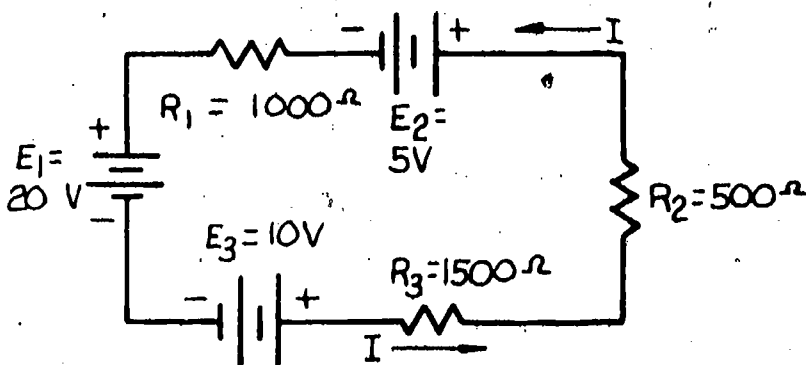 − + I
R₁ = 1000Ω
E₂=
5V
+
E₁=
20 V
−
R₂=500Ω
E₃=10V
R₃=1500Ω
− +
I